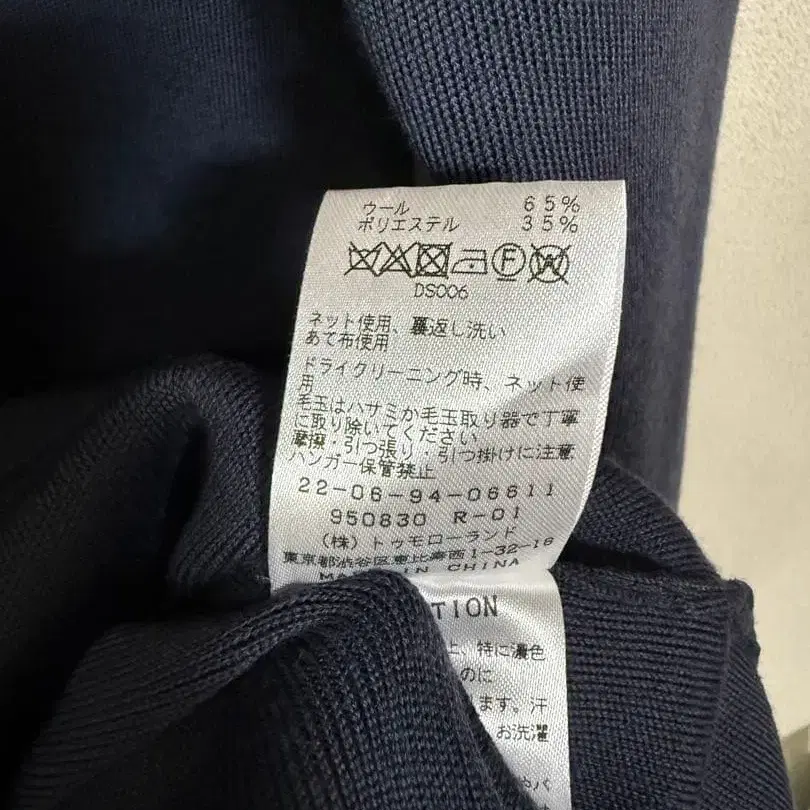 ウール 65%
ポリエステル 35%
F W
DS006
ネット使用、裏返し洗い
あて布使用
ドライクリーニング時、ネット使
用
毛玉はハサミか毛玉取り器で丁寧
に取り除いてください
摩擦・引っ張り・引っ掛けに注意
ハンガー保管禁止
22-06-94-06611
950830 R-01
(株)トゥモローランド
東京都渋谷区恵比寿西1-32-16
IN CHINA
TION
特に濃色
のに
ます。汗
お洗濯